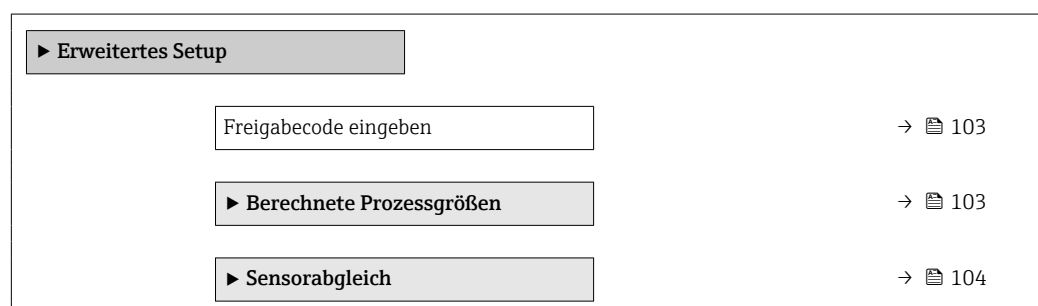 ▶ Erweitertes Setup
Freigabecode eingeben → 103
▶ Berechnete Prozessgrößen → 103
▶ Sensorabgleich → 104